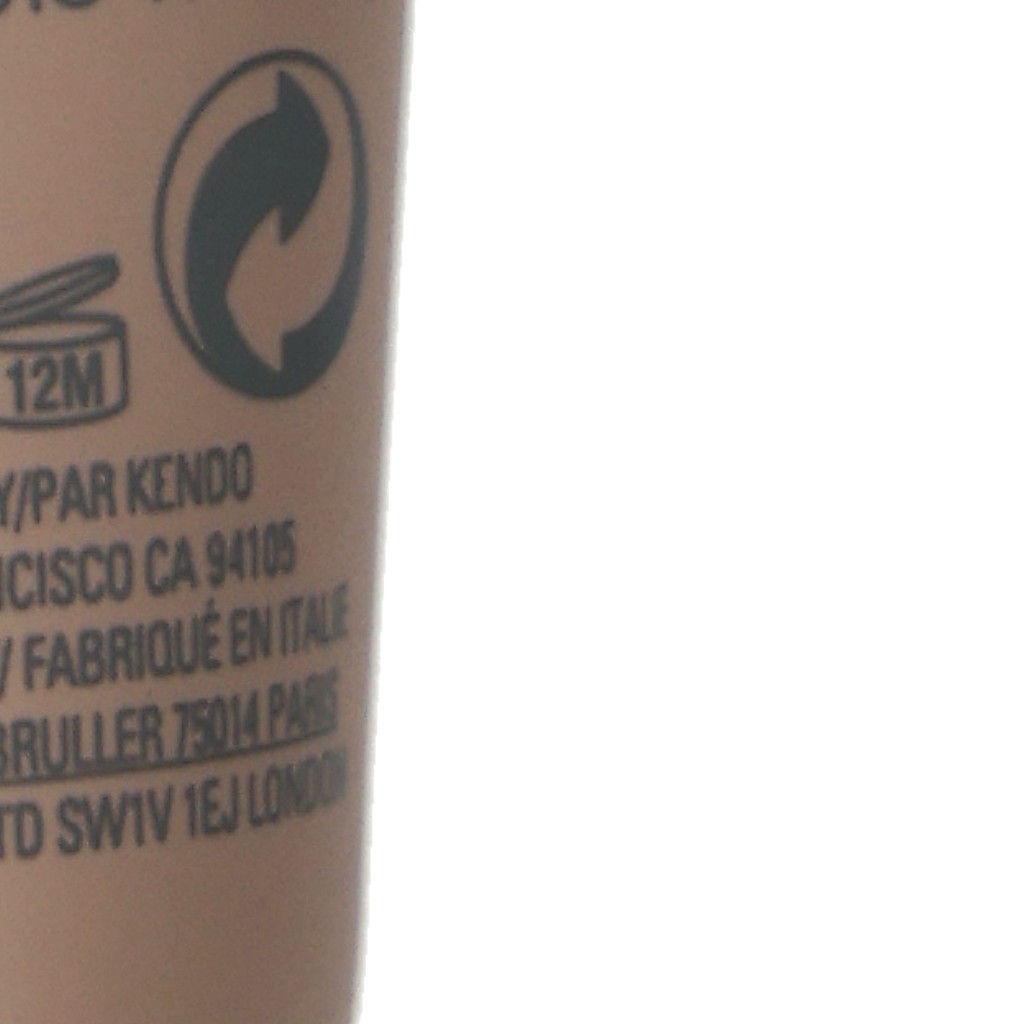 12M
Y/PAR KENDO
NCISCO CA 94105
/ FABRIQUÉ EN ITALIE
BRULLER 75014 PARIS
TD SW1V 1EJ LONDON